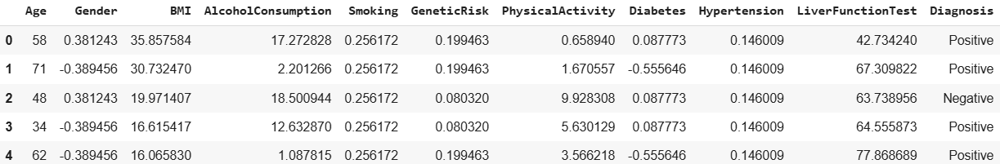 Age Gender BMI AlcoholConsumption Smoking GeneticRisk PhysicalActivity Diabetes Hypertension LiverFunctionTest Diagnosis
0 58 0.381243 35.857584 17.272828 0.256172 0.199463 0.658940 0.087773 0.146009 42.734240 Positive
1 71 -0.389456 30.732470 2.201266 0.256172 0.199463 1.670557 -0.555646 0.146009 67.309822 Positive
2 48 0.381243 19.971407 18.500944 0.256172 0.080320 9.928308 0.087773 0.146009 63.738956 Negative
3 34 -0.389456 16.615417 12.632870 0.256172 0.080320 5.630129 0.087773 0.146009 64.555873 Positive
4 62 -0.389456 16.065830 1.087815 0.256172 0.199463 3.566218 -0.555646 0.146009 77.868689 Positive